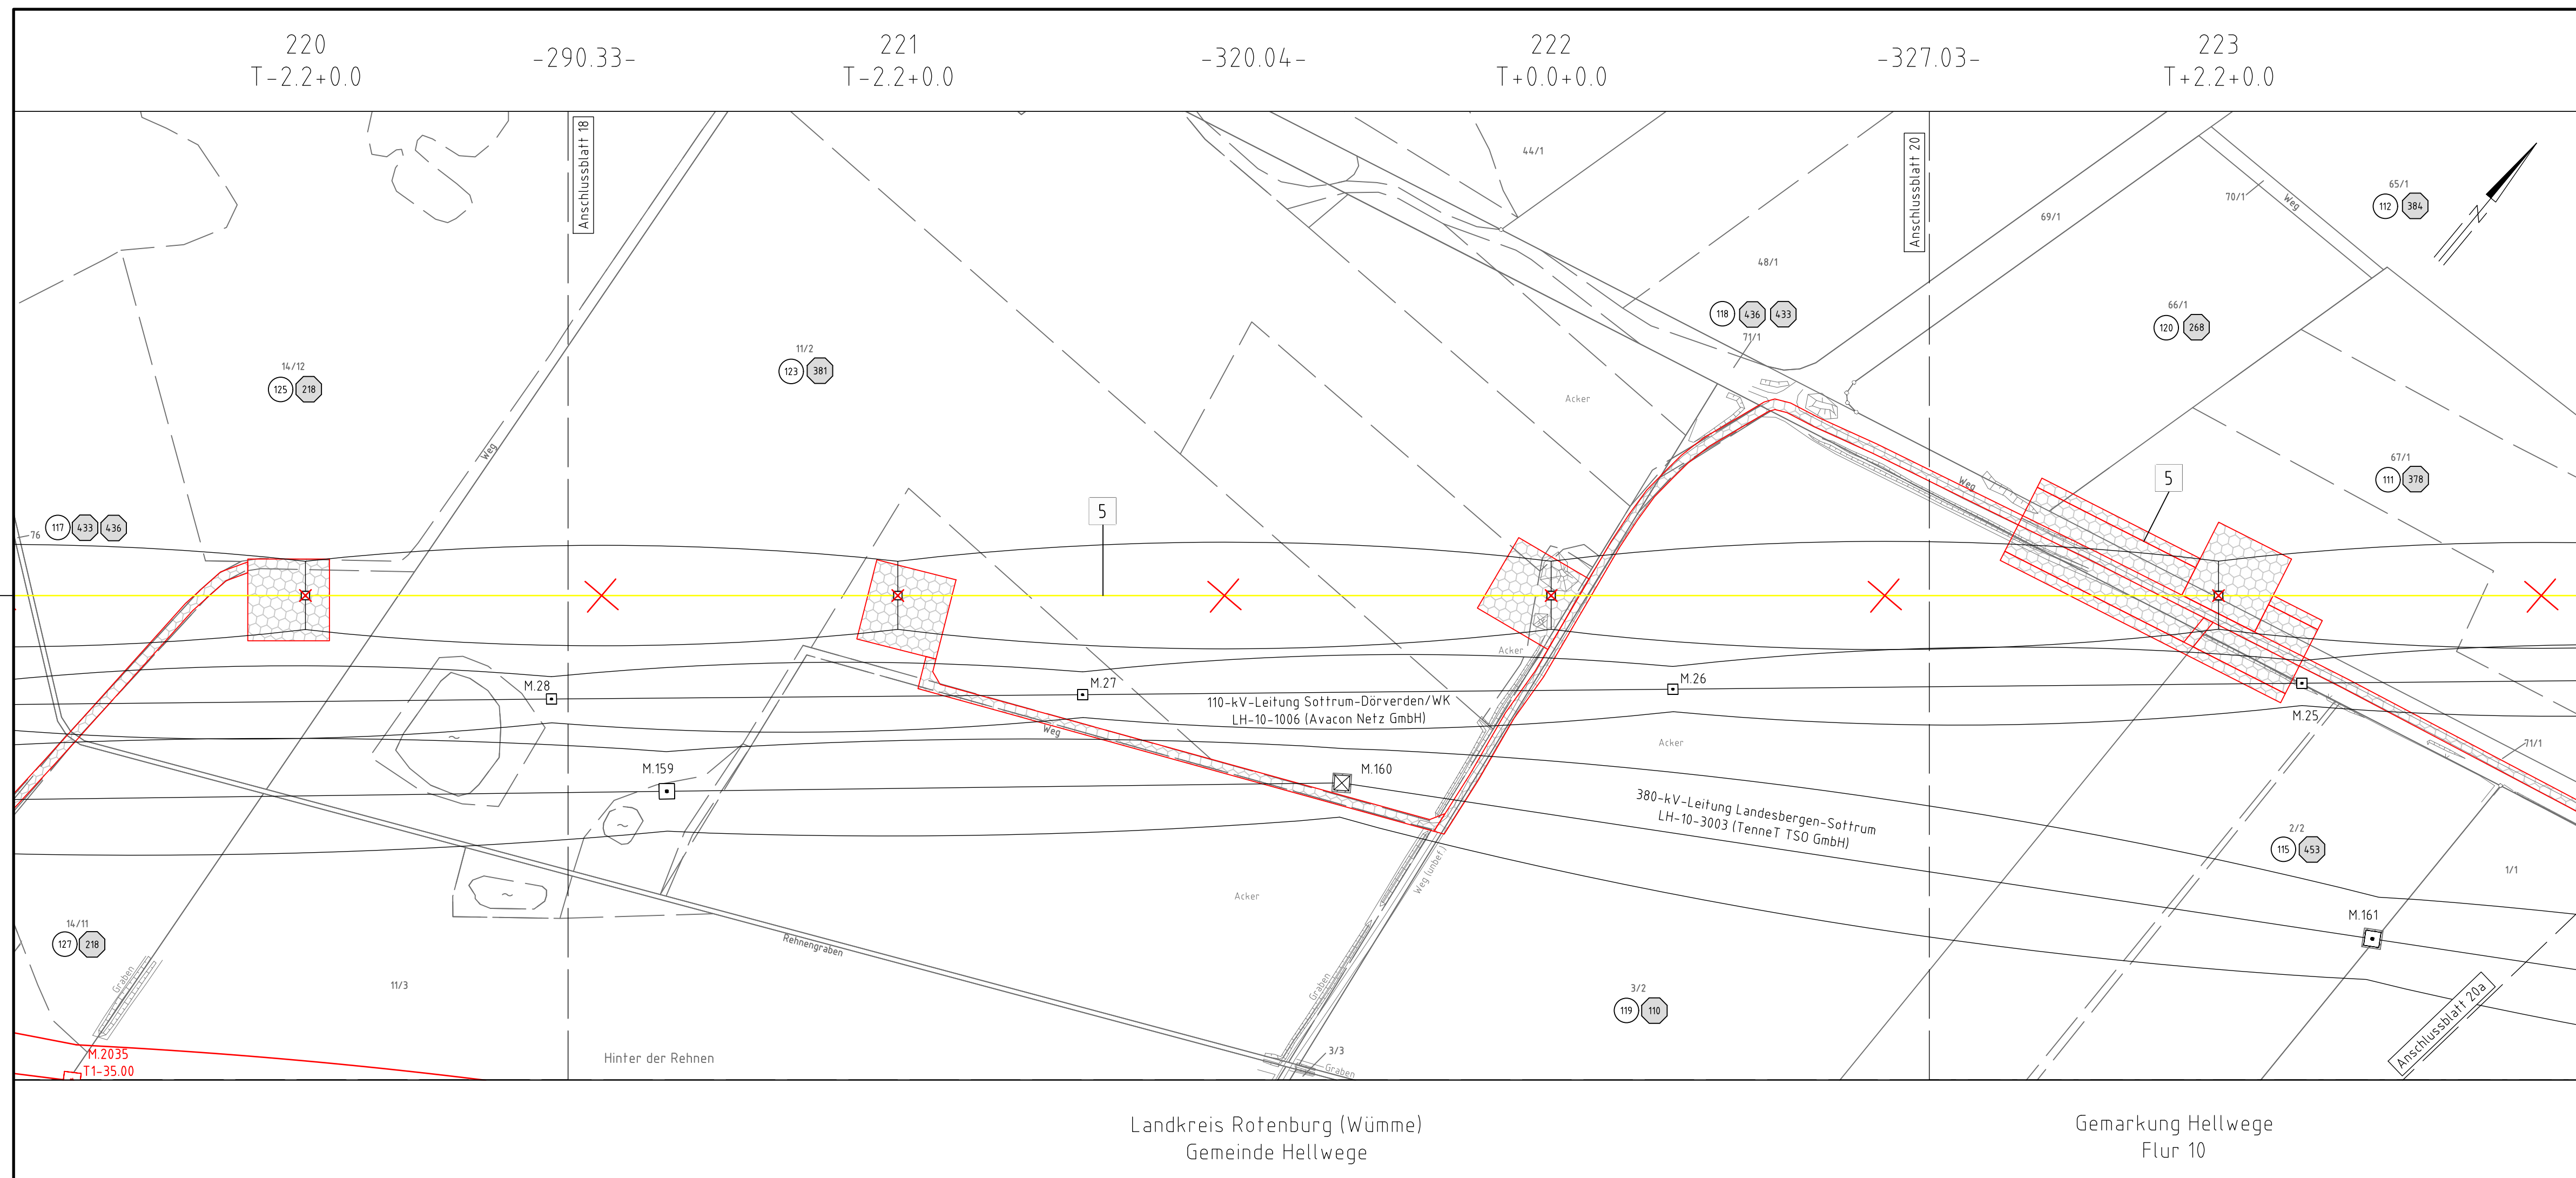 220
T-2.2+0.0
-290.33-
221
T-2.2+0.0
-320.04-
222
T+0.0+0.0
-327.03-
223
T+2.2+0.0
Anschlussblatt 18
Anschlussblatt 20
44/1
48/1
69/1
70/1
Weg
65/1
112 384
N
118 436 433
71/1
66/1
120 268
14/12
125 218
11/2
123 381
Acker
Weg
67/1
111 378
5
Weg
5
76
117 433 436
Acker
M.28
M.27
M.26
M.25
110-kV-Leitung Sottrum-Dörverden/WK
LH-10-1006 (Avacon Netz GmbH)
Weg
Acker
71/1
M.159
M.160
380-kV-Leitung Landesbergen-Sottrum
LH-10-3003 (TenneT TSO GmbH)
2/2
115 453
1/1
Weg (unbef.)
Acker
M.161
14/11
127 218
Rehnengraben
Graben
11/3
Graben
3/2
119 110
Anschlussblatt 20a
M.2035
T1-35.00
Hinter der Rehnen
3/3
Graben
Landkreis Rotenburg (Wümme)
Gemeinde Hellwege
Gemarkung Hellwege
Flur 10